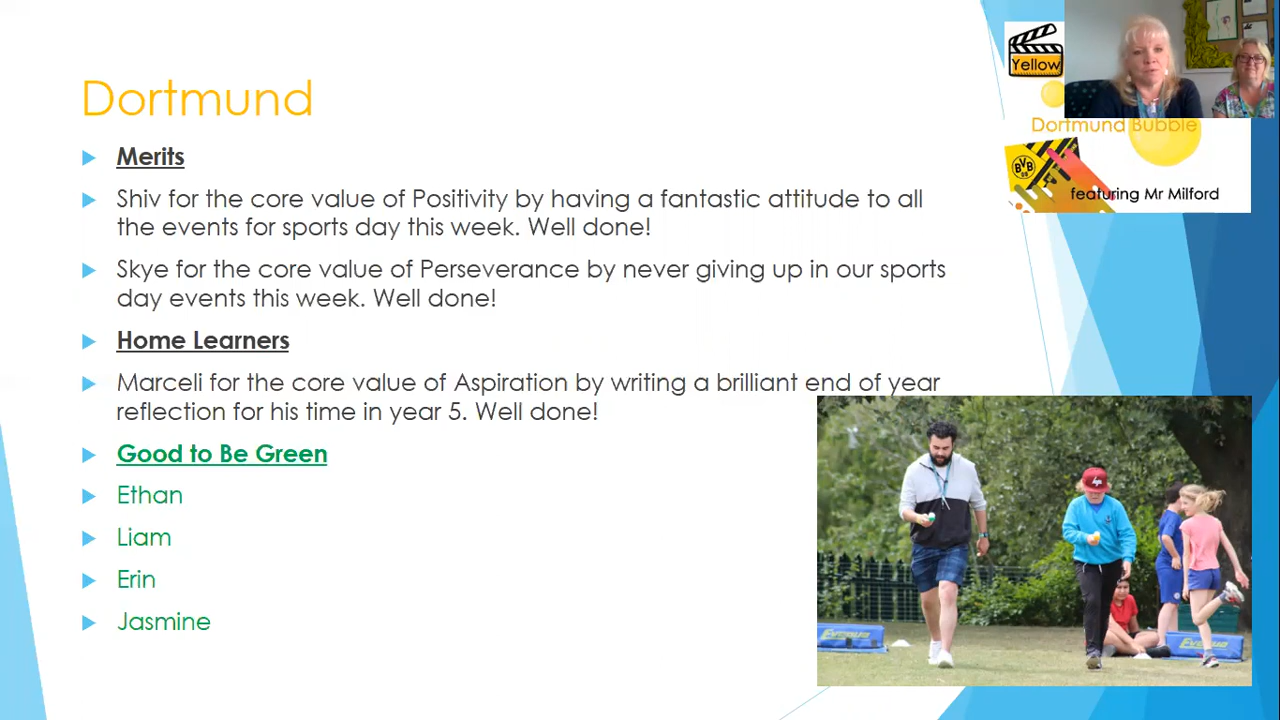 Dortmund
Merits
Shiv for the core value of Positivity by having a fantastic attitude to all
the events for sports day this week. Well done!
Skye for the core value of Perseverance by never giving up in our sports
day events this week. Well done!
Home Learners
Marceli for the core value of Aspiration by writing a brilliant end of year
reflection for his time in year 5. Well done!
Good to Be Green
Ethan
Liam
Erin
Jasmine
Yellow
Dortmund Bubble
BVB
09
featuring Mr Milford